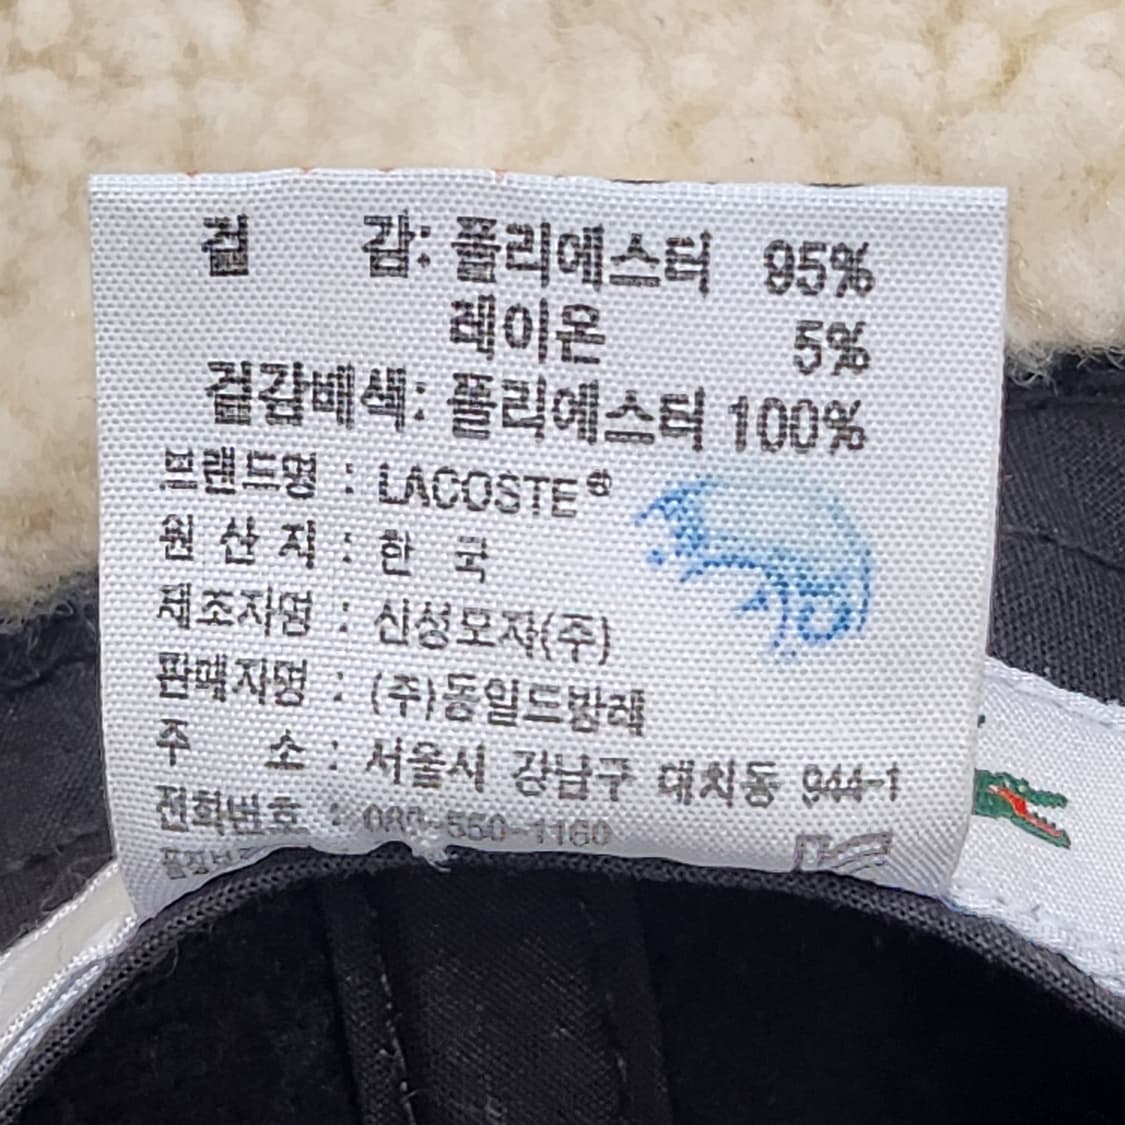 겉 감: 폴리에스터 95%
레이온 5%
겉감배색: 폴리에스터 100%
브랜드명 : LACOSTE®
원 산 지 : 한 국
제조자명 : 신성모자(주)
판매자명 : (주)동일드방레
주 소 : 서울시 강남구 대치동 944-1
전화번호 : 080-550-1160